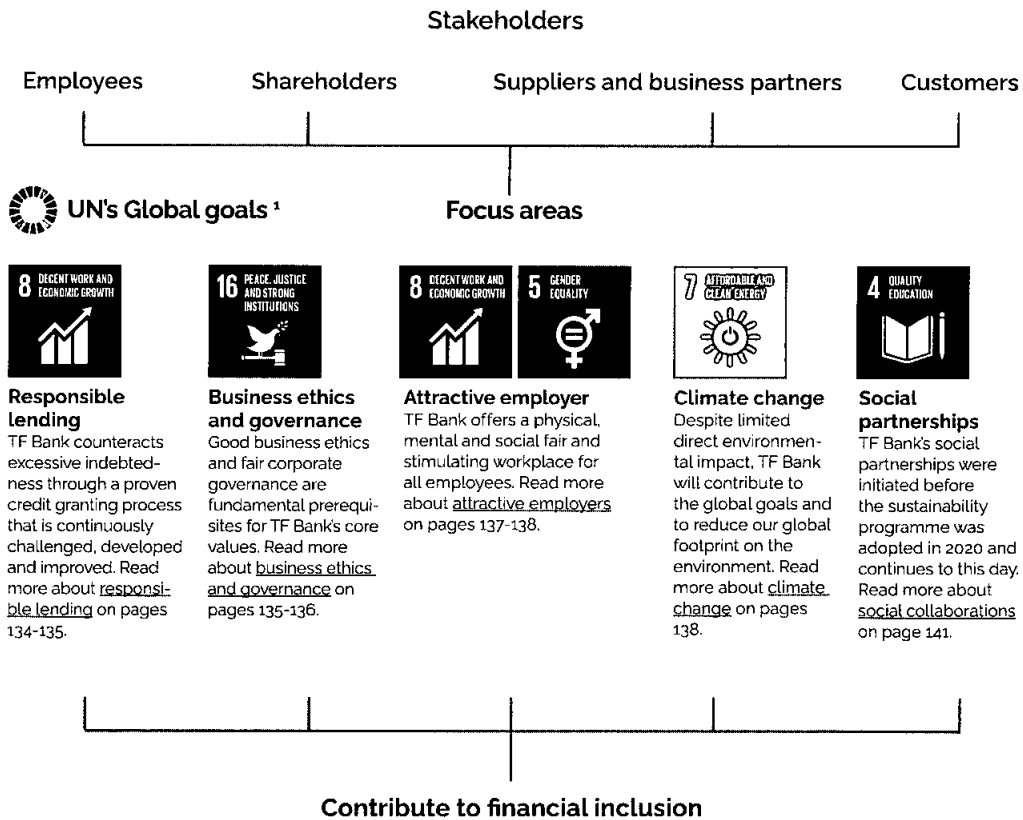 Stakeholders
Employees
Shareholders
Suppliers and business partners
Customers
UN's Global goals ¹
Focus areas
8 DECENT WORK AND
ECONOMIC GROWTH
Responsible
lending
TF Bank counteracts
excessive indebted-
ness through a proven
credit granting process
that is continuously
challenged, developed
and improved. Read
more about responsi-
ble lending on pages
134-135.
16 PEACE, JUSTICE
AND STRONG
INSTITUTIONS
Business ethics
and governance
Good business ethics
and fair corporate
governance are
fundamental prerequi-
sites for TF Bank's core
values. Read more
about business ethics
and governance on
pages 135-136.
8 DECENT WORK AND
ECONOMIC GROWTH
5 GENDER
EQUALITY
Attractive employer
TF Bank offers a physical,
mental and social fair and
stimulating workplace for
all employees. Read more
about attractive employers
on pages 137-138.
7 AFFORDABLE AND
CLEAN ENERGY
Climate change
Despite limited
direct environmen-
tal impact, TF Bank
will contribute to
the global goals and
to reduce our global
footprint on the
environment. Read
more about climate
change on pages
138.
4 QUALITY
EDUCATION
Social
partnerships
TF Bank's social
partnerships were
initiated before
the sustainability
programme was
adopted in 2020 and
continues to this day.
Read more about
social collaborations
on page 141.
Contribute to financial inclusion